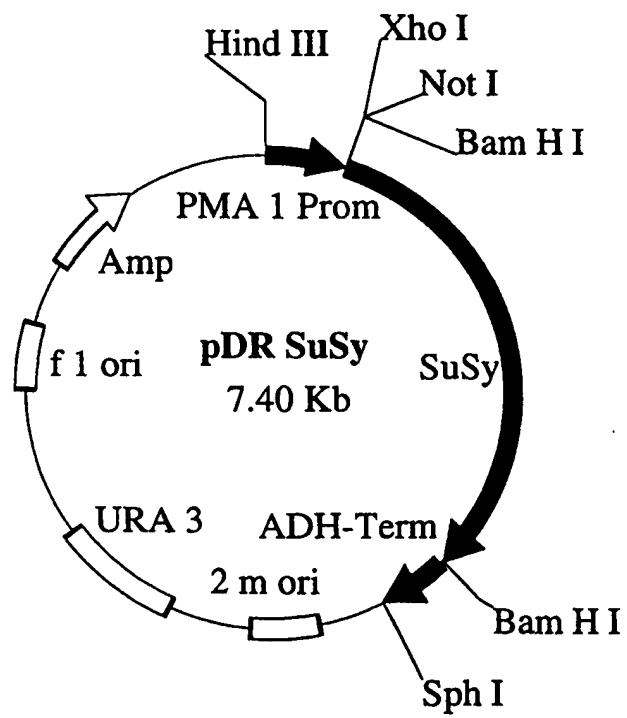 Hind III
Xho I
Not I
Bam H I
PMA 1 Prom
Amp
pDR SuSy
7.40 Kb
f 1 ori
SuSy
URA 3
ADH-Term
2 m ori
Bam H I
Sph I